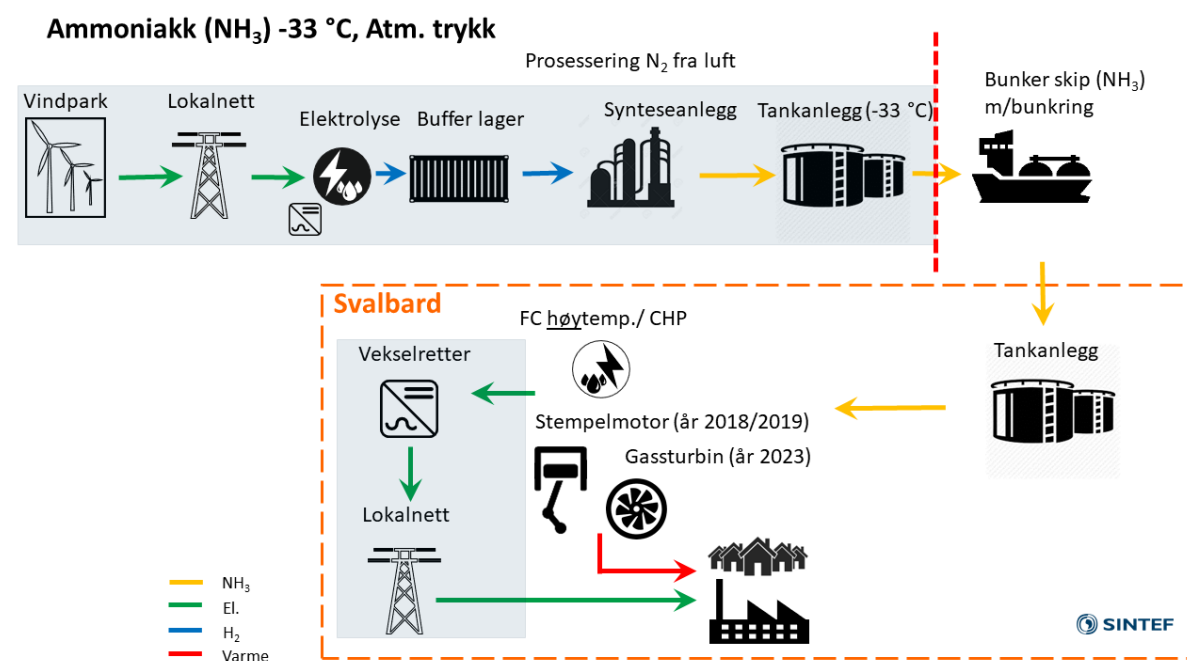 Ammoniakk (NH₃) -33 °C, Atm. trykk
Prosessering N₂ fra luft
Vindpark
Lokalnett
Elektrolyse
Buffer lager
Synteseanlegg
Tankanlegg (-33 °C)
Bunker skip (NH₃)
m/bunkring
Svalbard
FC høytemp./ CHP
Vekselretter
Tankanlegg
Stempelmotor (år 2018/2019)
Gassturbin (år 2023)
Lokalnett
NH₃
El.
H₂
Varme
SINTEF